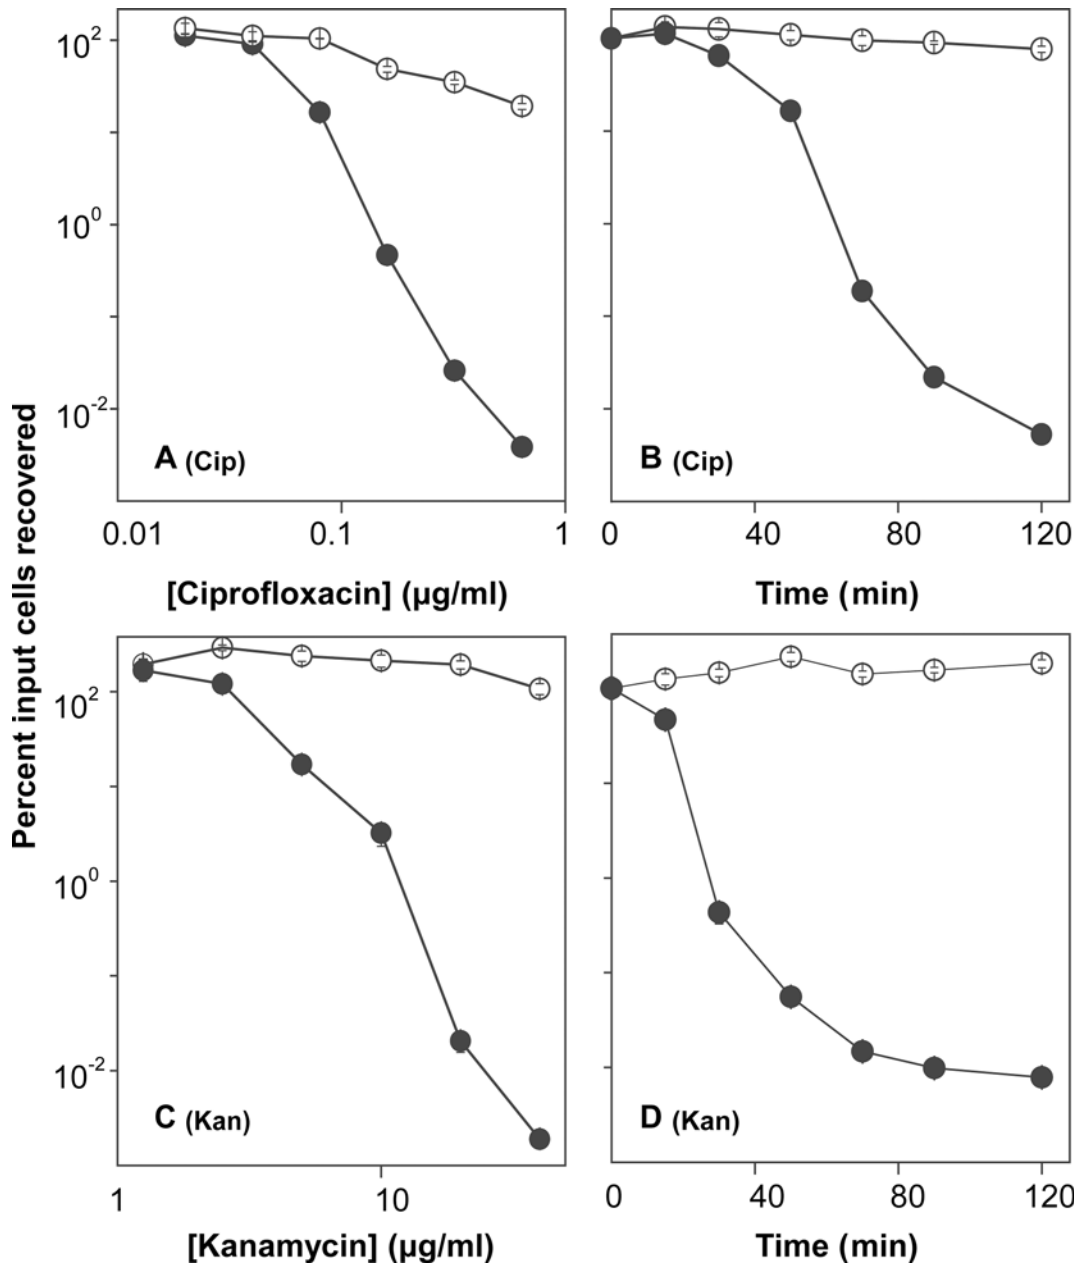 Percent input cells recovered
10²
10⁰
10⁻²
A (Cip)
0.01 0.1 1
[Ciprofloxacin] (µg/ml)
B (Cip)
0 40 80 120
Time (min)
10²
10⁰
10⁻²
C (Kan)
1 10
[Kanamycin] (µg/ml)
D (Kan)
0 40 80 120
Time (min)